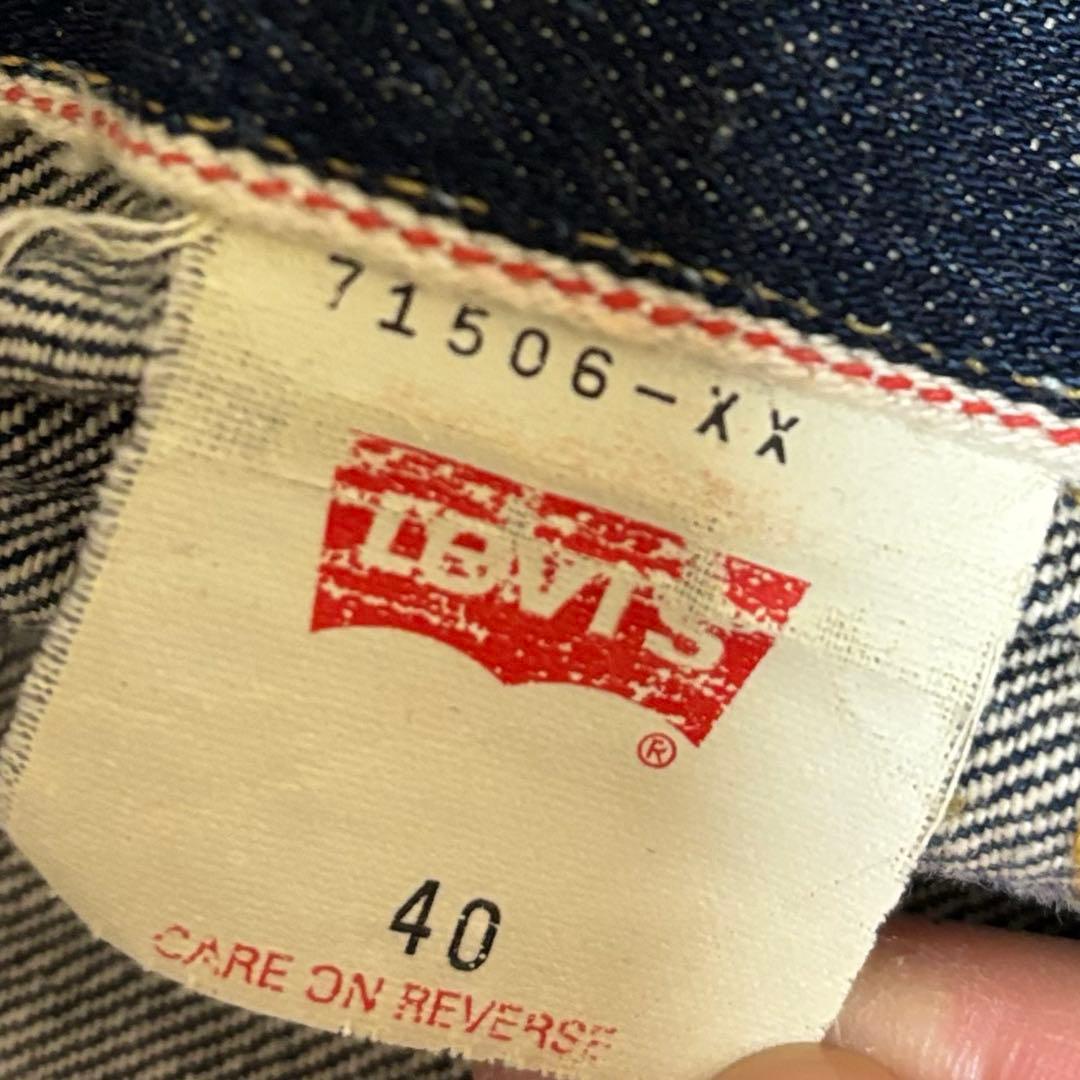 71506-XX
LEVI'S
®
40
CARE ON REVERSE